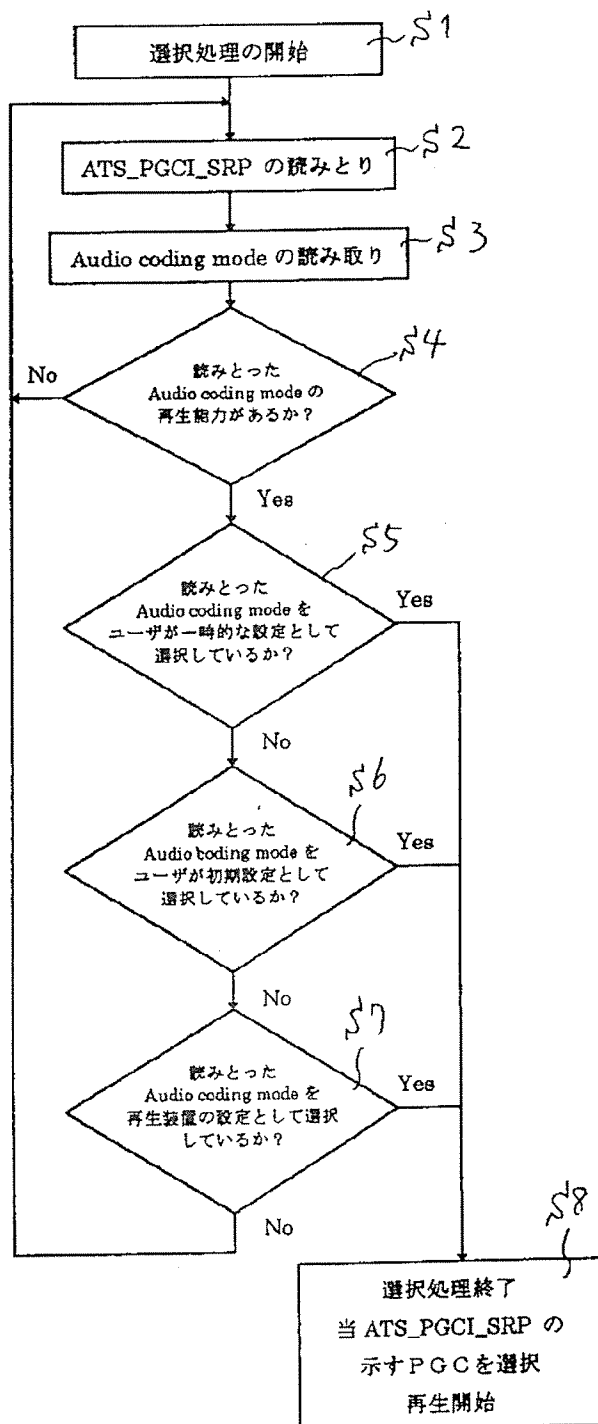 選択処理の開始
S1
ATS_PGCI_SRP の読みとり
S2
Audio coding mode の読み取り
S3
読みとった
Audio coding mode の
再生能力があるか？
S4
No
Yes
読みとった
Audio coding mode を
ユーザが一時的な設定として
選択しているか？
S5
Yes
No
読みとった
Audio coding mode を
ユーザが初期設定として
選択しているか？
S6
Yes
No
読みとった
Audio coding mode を
再生装置の設定として選択
しているか？
S7
Yes
No
選択処理終了
当 ATS_PGCI_SRP の
示すＰＧＣを選択
再生開始
S8